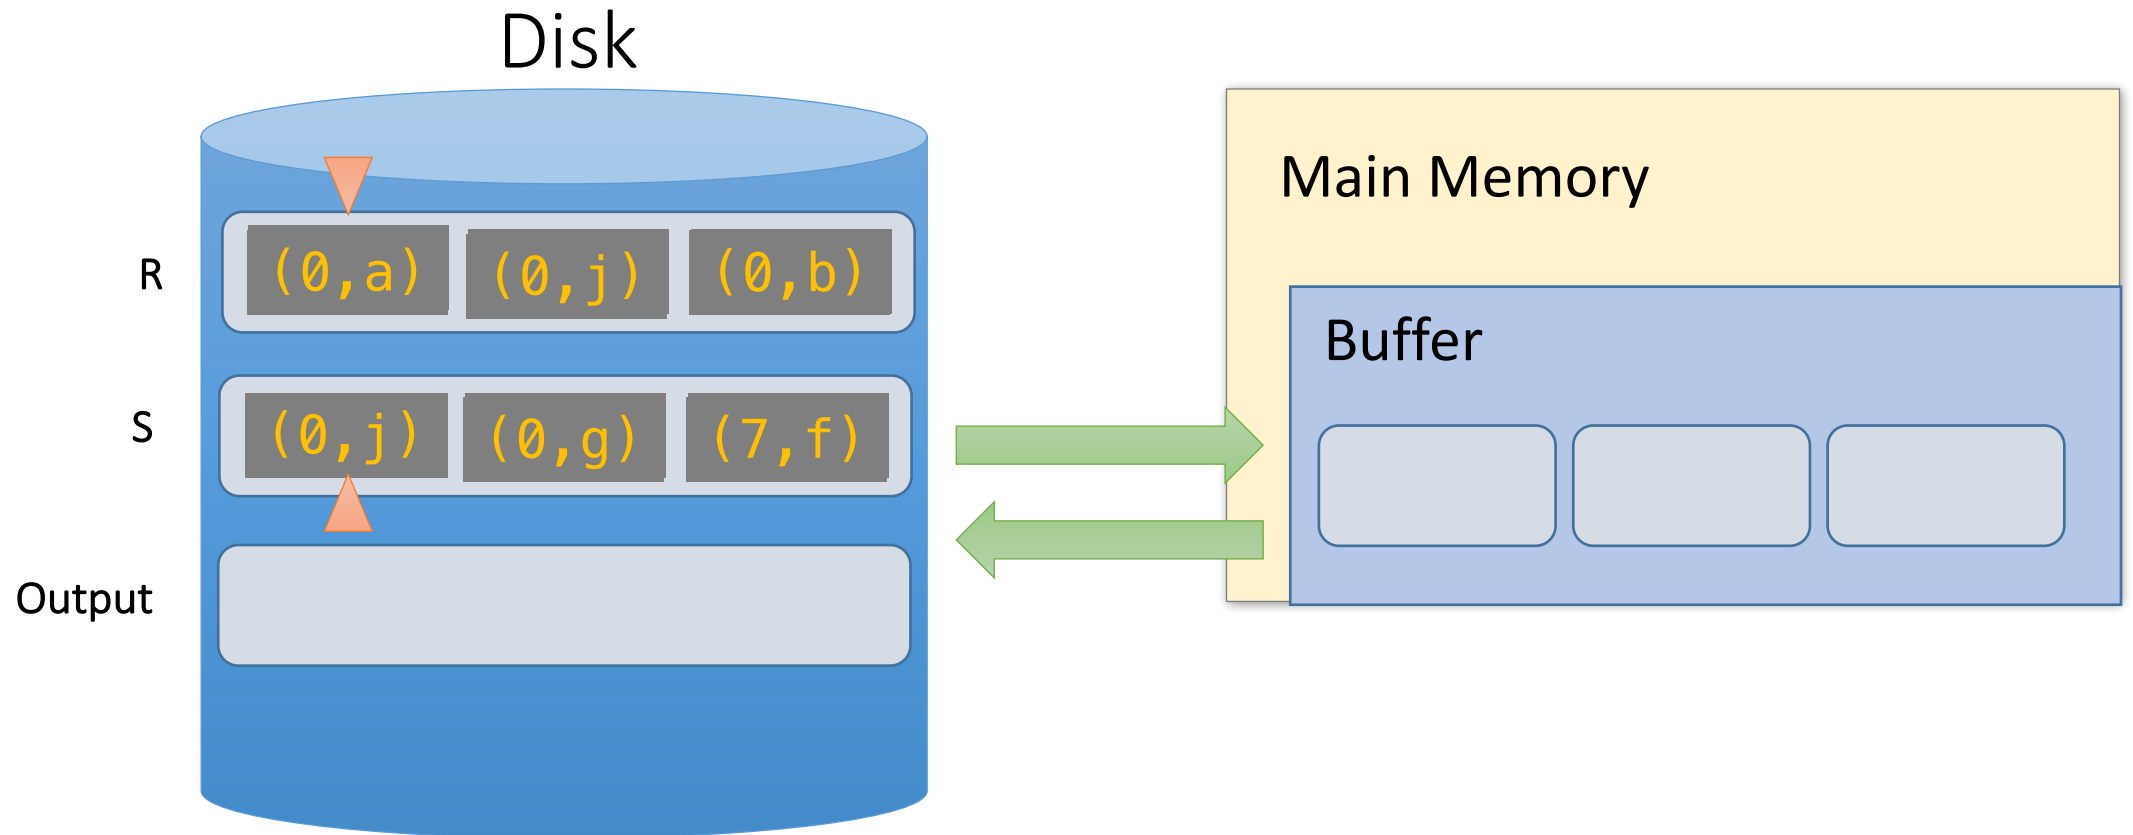 Disk
Main Memory
R (0,a) (0,j) (0,b)
Buffer
S (0,j) (0,g) (7,f)
Output